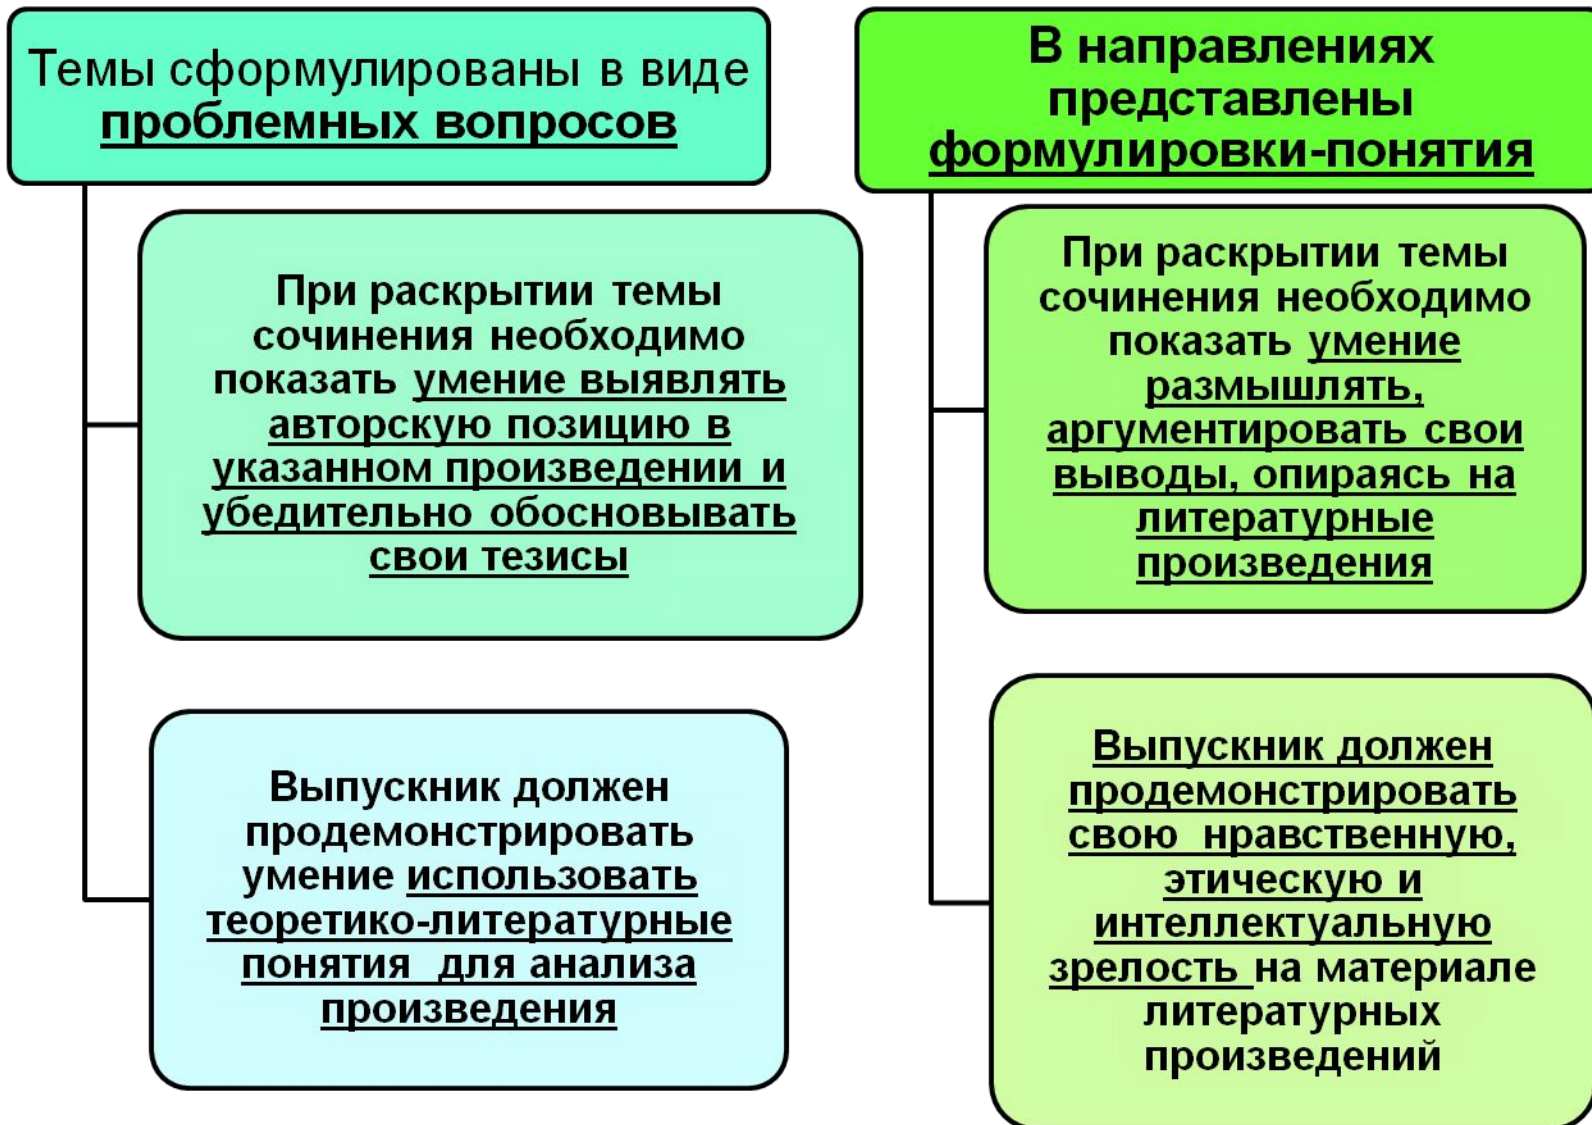 Темы сформулированы в виде
проблемных вопросов
При раскрытии темы
сочинения необходимо
показать умение выявлять
авторскую позицию в
указанном произведении и
убедительно обосновывать
свои тезисы
Выпускник должен
продемонстрировать
умение использовать
теоретико-литературные
понятия для анализа
произведения
В направлениях
представлены
формулировки-понятия
При раскрытии темы
сочинения необходимо
показать умение
размышлять,
аргументировать свои
выводы, опираясь на
литературные
произведения
Выпускник должен
продемонстрировать
свою нравственную,
этическую и
интеллектуальную
зрелость на материале
литературных
произведений